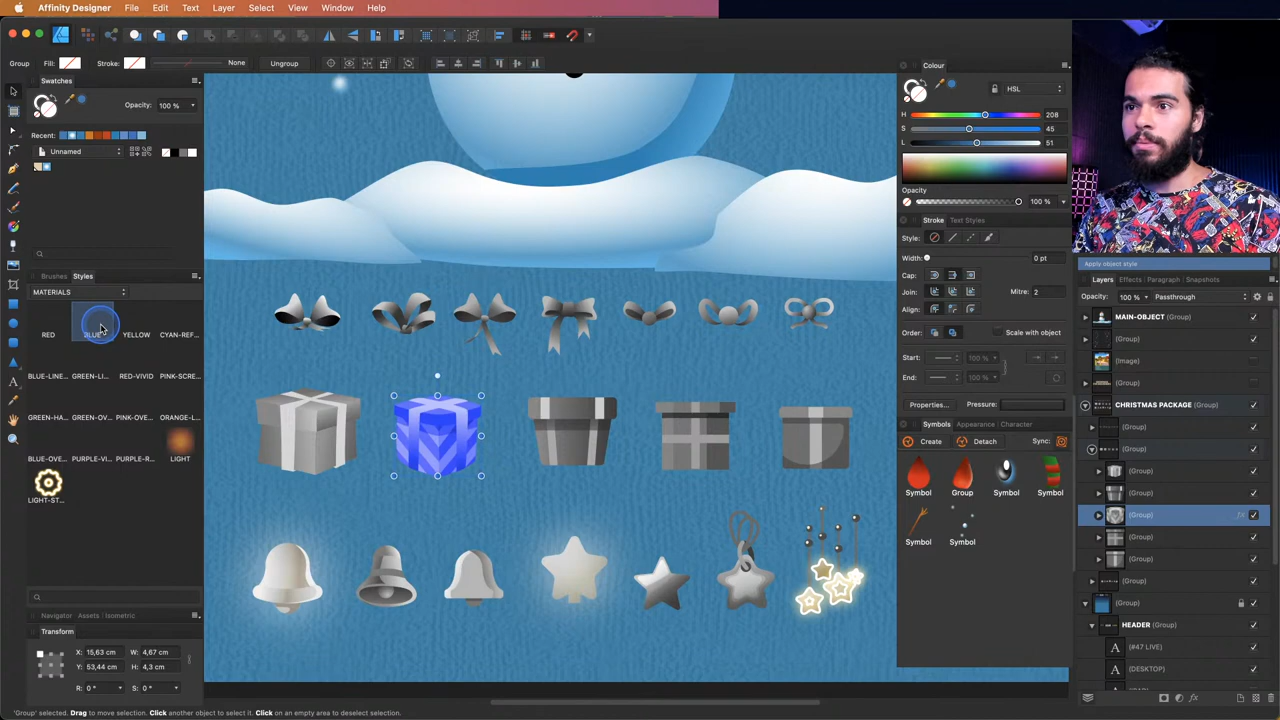 Affinity Designer File Edit Text Layer Select View Window Help
Group Fill: Stroke: None Ungroup
Swatches
Opacity: 100 %
Recent:
Unnamed
Brushes Styles
MATERIALS
RED BLUE YELLOW CYAN-REF...
BLUE-LINE... GREEN-LI... RED-VIVID PINK-SCRE...
GREEN-HA... GREEN-OV... PINK-OVE... ORANGE-L...
BLUE-OVE... PURPLE-VI... PURPLE-R... LIGHT
LIGHT-ST...
Navigator Assets Isometric
Transform
X: 15,63 cm W: 4,67 cm
Y: 53,44 cm H: 4,3 cm
R: 0 ° S: 0 °
'Group' selected. Drag to move selection. Click another object to select it. Click on an empty area to deselect selection.
Colour
HSL
H 208
S 45
L 51
Opacity
100 %
Stroke Text Styles
Style:
Width: 0 pt
Cap:
Join: Mitre: 2
Align:
Order: Scale with object
Start: 100 %
End: 100 %
Properties... Pressure:
Symbols Appearance Character
Create Detach Sync:
Symbol Group Symbol Symbol
Symbol Symbol
Apply object style
Layers Effects Paragraph Snapshots
Opacity: 100 % Passthrough
MAIN-OBJECT (Group)
(Group)
(Image)
(Group)
CHRISTMAS PACKAGE (Group)
(Group)
(Group)
(Group)
(Group)
(Group) fx
(Group)
(Group)
(Group)
(Group)
HEADER (Group)
A (#47 LIVE)
A (DESKTOP)